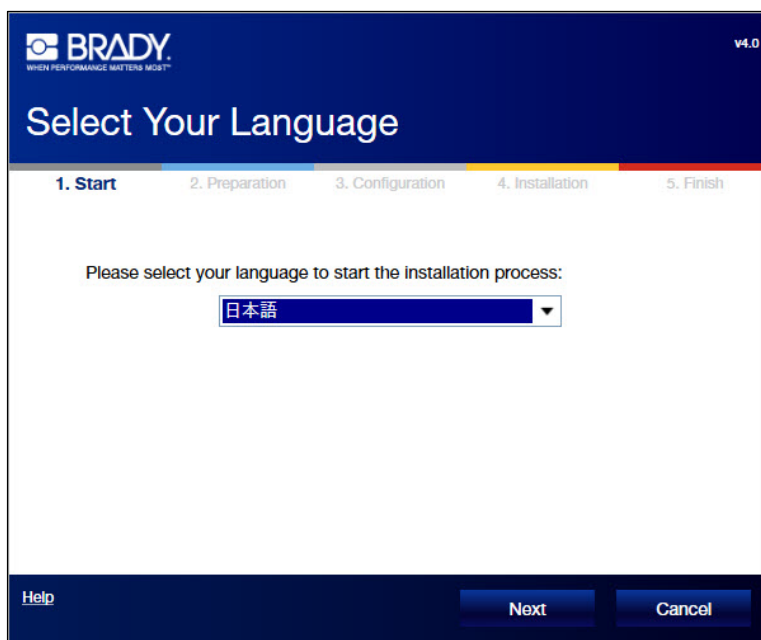 BRADY.
WHEN PERFORMANCE MATTERS MOST™
v4.0
Select Your Language
1. Start 2. Preparation 3. Configuration 4. Installation 5. Finish
Please select your language to start the installation process:
日本語
Help Next Cancel